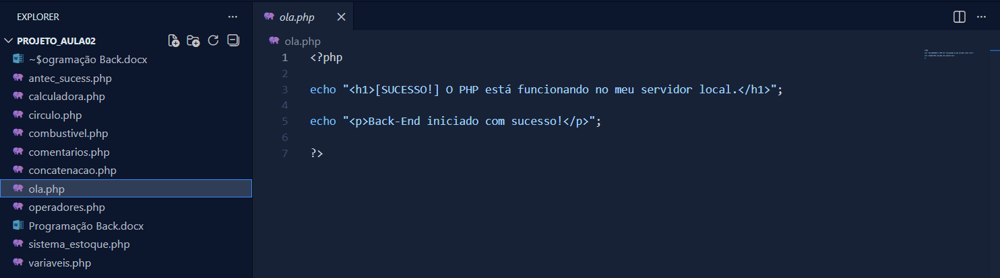 EXPLORER
PROJETO_AULA02
~$ogramação Back.docx
antec_sucess.php
calculadora.php
circulo.php
combustivel.php
comentarios.php
concatenacao.php
ola.php
operadores.php
Programação Back.docx
sistema_estoque.php
variaveis.php
ola.php
ola.php
1 <?php
2
3 echo "<h1>[SUCESSO!] O PHP está funcionando no meu servidor local.</h1>";
4
5 echo "<p>Back-End iniciado com sucesso!</p>";
6
7 ?>